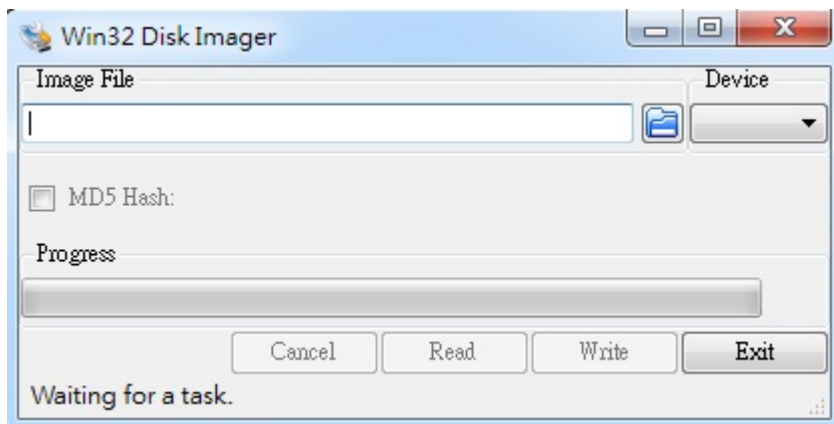 Win32 Disk Imager
Image File
Device
MD5 Hash:
Progress
Cancel Read Write Exit
Waiting for a task.